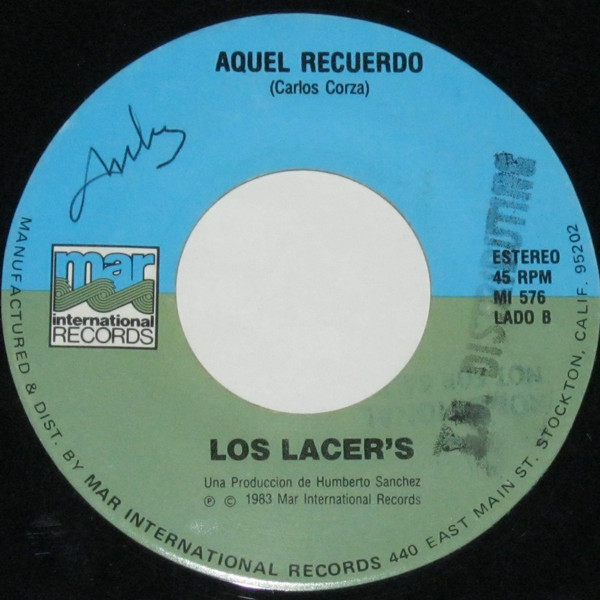 AQUEL RECUERDO
(Carlos Corza)
mar
international
RECORDS
ESTEREO
45 RPM
MI 576
LADO B
LOS LACER'S
Una Produccion de Humberto Sanchez
℗ © 1983 Mar International Records
MANUFACTURED & DIST. BY MAR INTERNATIONAL RECORDS 440 EAST MAIN ST. STOCKTON, CALIF. 95202